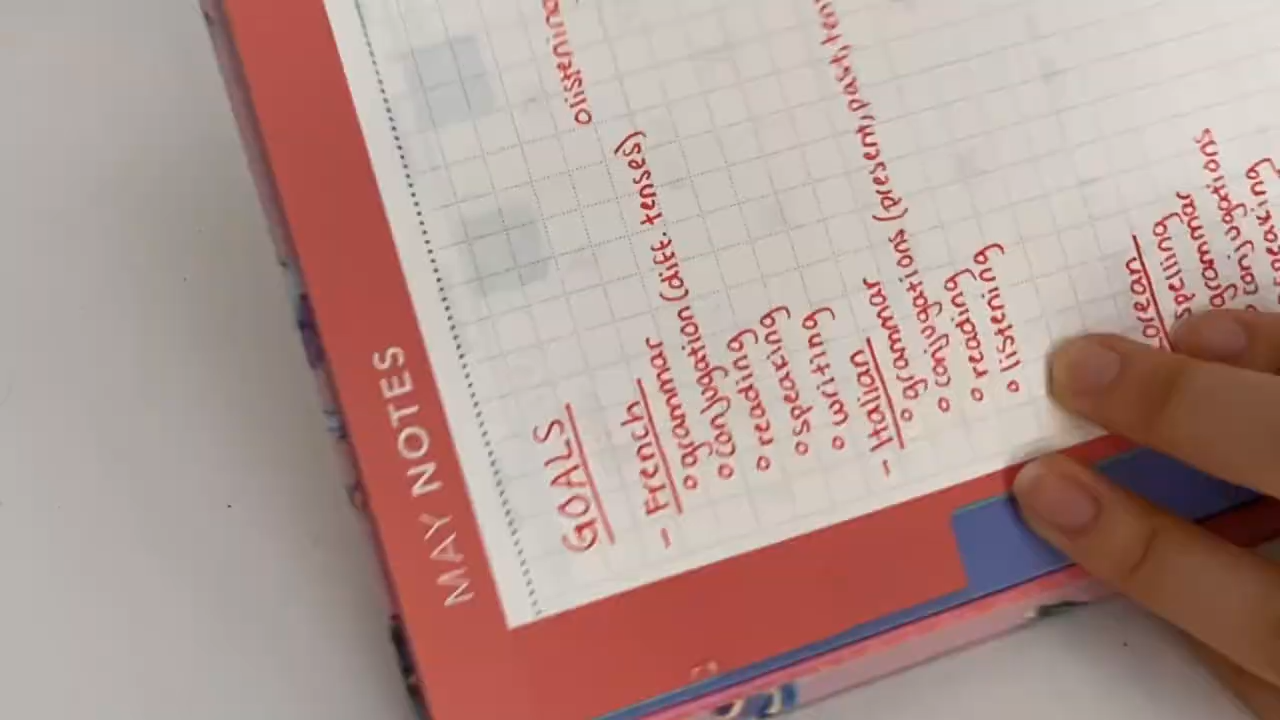 MAY NOTES
GOALS
- French
o grammar
o listening
o conjugation (diff. tenses)
o reading
o speaking
o writing
- Italian
o grammar
o conjugations (present, past,
o reading
o listening
spelling
grammar
conjugations